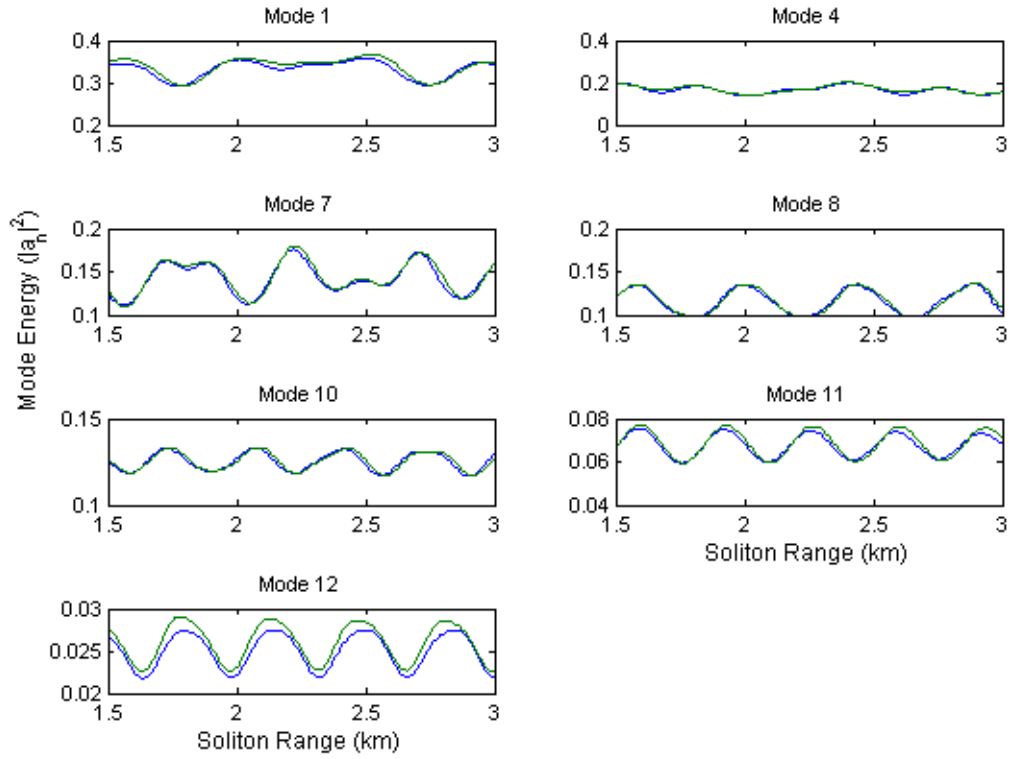 Mode 1
0.4
0.3
0.2
1.5 2 2.5 3
Mode 4
0.4
0.2
0
1.5 2 2.5 3
Mode Energy (|a_n|^2)
Mode 7
0.2
0.15
0.1
1.5 2 2.5 3
Mode 8
0.2
0.15
0.1
1.5 2 2.5 3
Mode 10
0.15
0.1
1.5 2 2.5 3
Mode 11
0.08
0.06
0.04
1.5 2 2.5 3
Soliton Range (km)
Mode 12
0.03
0.025
0.02
1.5 2 2.5 3
Soliton Range (km)